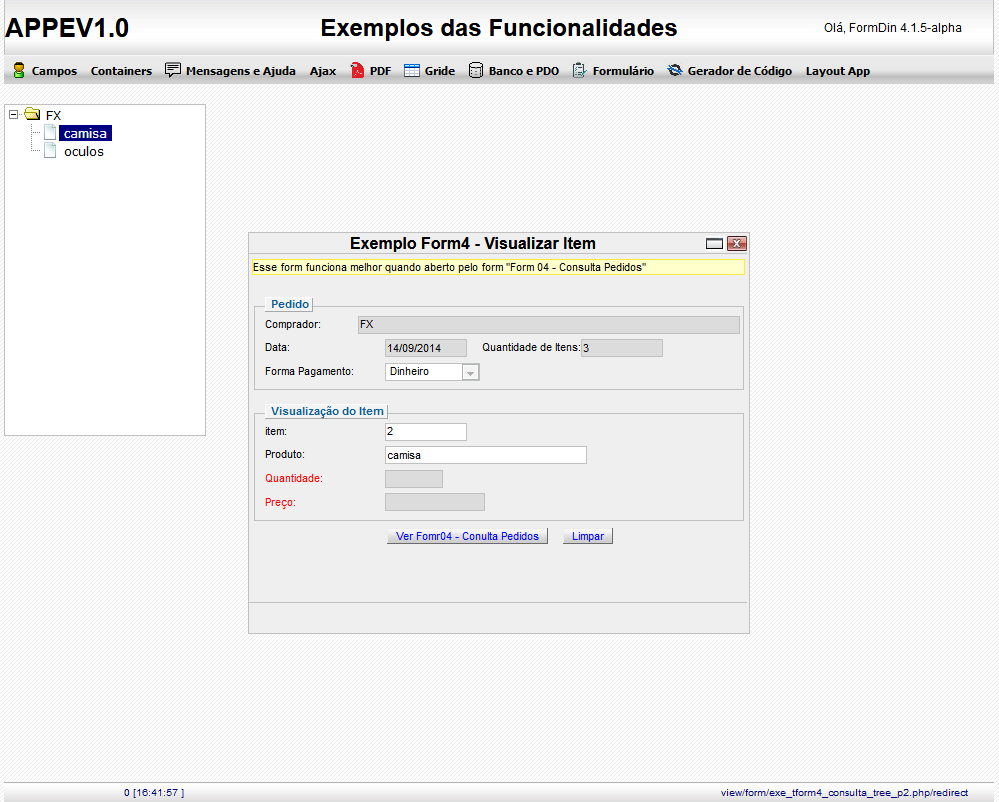 APPEV1.0 Exemplos das Funcionalidades Olá, FormDin 4.1.5-alpha
Campos Containers Mensagens e Ajuda Ajax PDF Gride Banco e PDO Formulário Gerador de Código Layout App
FX
camisa
oculos
Exemplo Form4 - Visualizar Item
Esse form funciona melhor quando aberto pelo form "Form 04 - Consulta Pedidos"
Pedido
Comprador: FX
Data: 14/09/2014 Quantidade de Itens: 3
Forma Pagamento: Dinheiro
Visualização do Item
item: 2
Produto: camisa
Quantidade:
Preço:
Ver Fomr04 - Conulta Pedidos Limpar
0 [16:41:57 ] view/form/exe_tform4_consulta_tree_p2.php/redirect